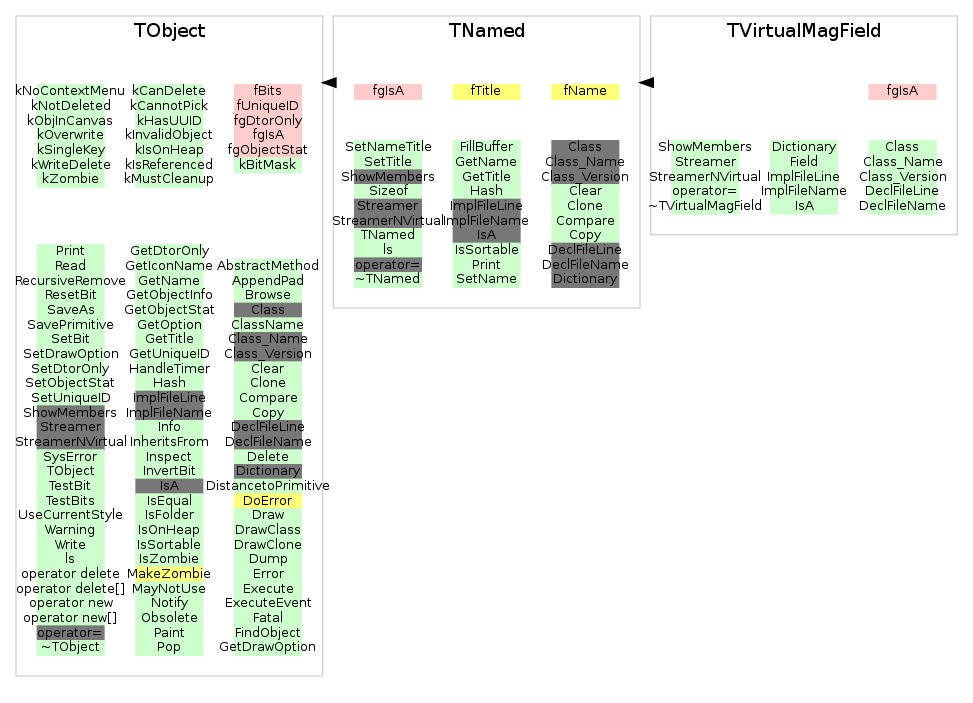 TObject
kNoContextMenu
kNotDeleted
kObjInCanvas
kOverwrite
kSingleKey
kWriteDelete
kZombie
kCanDelete
kCannotPick
kHasUUID
kInvalidObject
kIsOnHeap
kIsReferenced
kMustCleanup
fBits
fUniqueID
fgDtorOnly
fgIsA
fgObjectStat
kBitMask
Print
Read
RecursiveRemove
ResetBit
SaveAs
SavePrimitive
SetBit
SetDrawOption
SetDtorOnly
SetObjectStat
SetUniqueID
ShowMembers
Streamer
StreamerNVirtual
SysError
TObject
TestBit
TestBits
UseCurrentStyle
Warning
Write
ls
operator delete
operator delete[]
operator new
operator new[]
operator=
~TObject
GetDtorOnly
GetIconName
GetName
GetObjectInfo
GetObjectStat
GetOption
GetTitle
GetUniqueID
HandleTimer
Hash
ImplFileLine
ImplFileName
Info
InheritsFrom
Inspect
InvertBit
IsA
IsEqual
IsFolder
IsOnHeap
IsSortable
IsZombie
MakeZombie
MayNotUse
Notify
Obsolete
Paint
Pop
AbstractMethod
AppendPad
Browse
Class
ClassName
Class_Name
Class_Version
Clear
Clone
Compare
Copy
DeclFileLine
DeclFileName
Delete
Dictionary
DistancetoPrimitive
DoError
Draw
DrawClass
DrawClone
Dump
Error
Execute
ExecuteEvent
Fatal
FindObject
GetDrawOption
TNamed
fgIsA
fTitle
fName
SetNameTitle
SetTitle
ShowMembers
Sizeof
Streamer
StreamerNVirtual
TNamed
ls
operator=
~TNamed
FillBuffer
GetName
GetTitle
Hash
ImplFileLine
ImplFileName
IsA
IsSortable
Print
SetName
Class
Class_Name
Class_Version
Clear
Clone
Compare
Copy
DeclFileLine
DeclFileName
Dictionary
TVirtualMagField
fgIsA
ShowMembers
Streamer
StreamerNVirtual
operator=
~TVirtualMagField
Dictionary
Field
ImplFileLine
ImplFileName
IsA
Class
Class_Name
Class_Version
DeclFileLine
DeclFileName